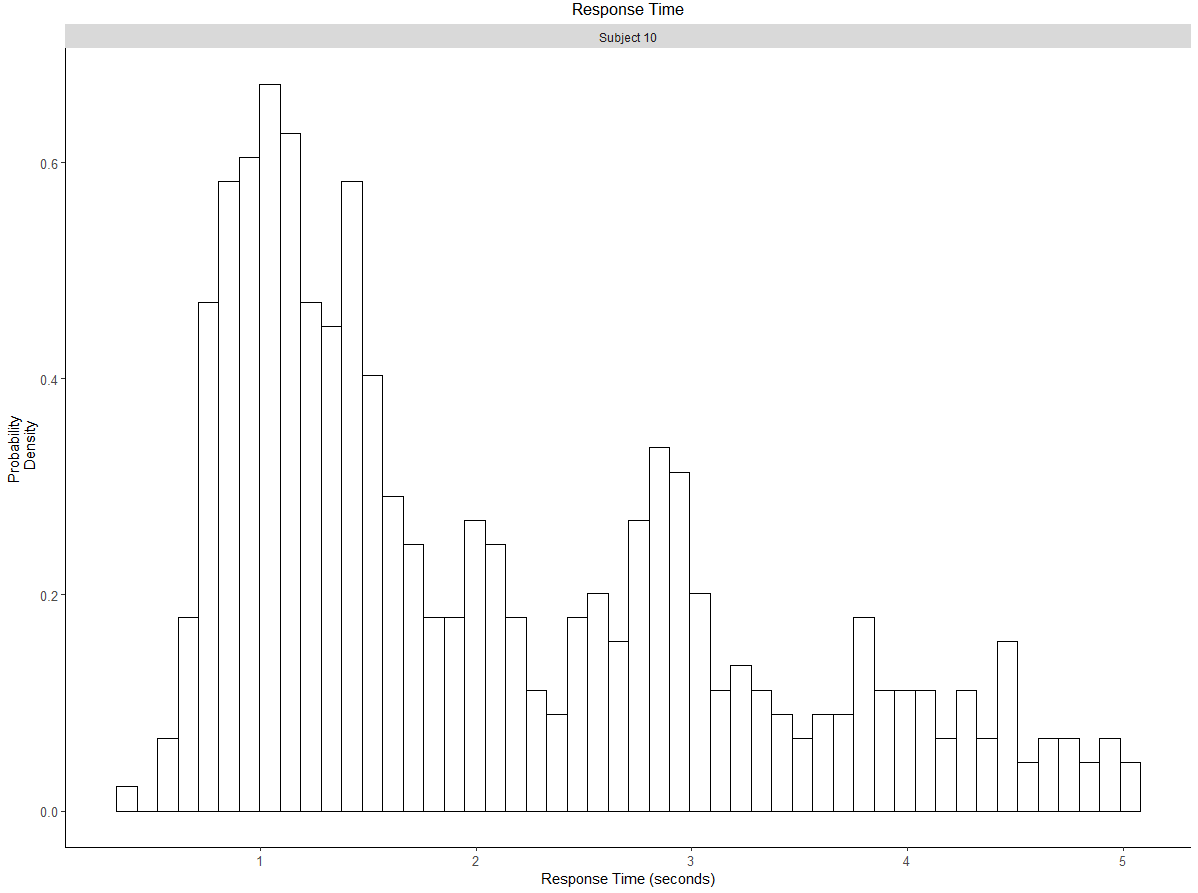 Response Time
Subject 10
0.6
0.4
0.2
0.0
Probability
Density
1
2
3
4
5
Response Time (seconds)